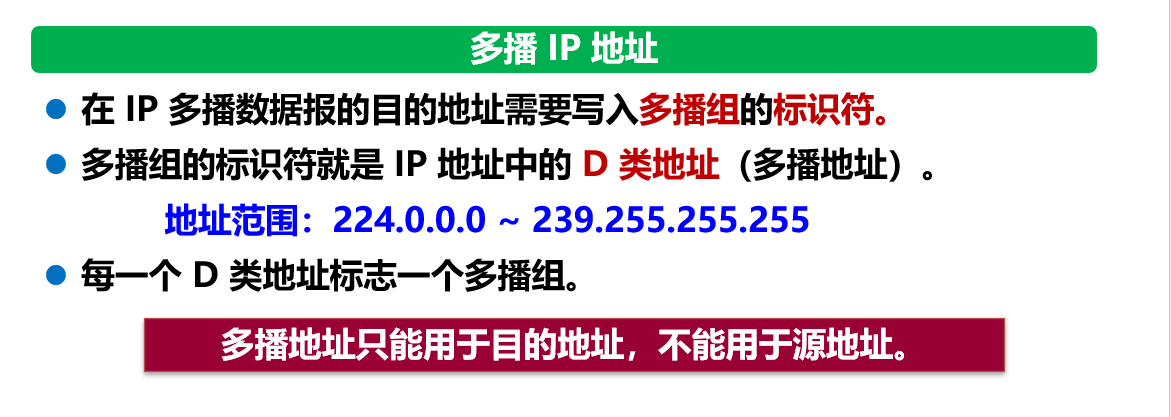 多播 IP 地址
在 IP 多播数据报的目的地址需要写入多播组的标识符。
多播组的标识符就是 IP 地址中的 D 类地址（多播地址）。
地址范围：224.0.0.0 ~ 239.255.255.255
每一个 D 类地址标志一个多播组。
多播地址只能用于目的地址，不能用于源地址。